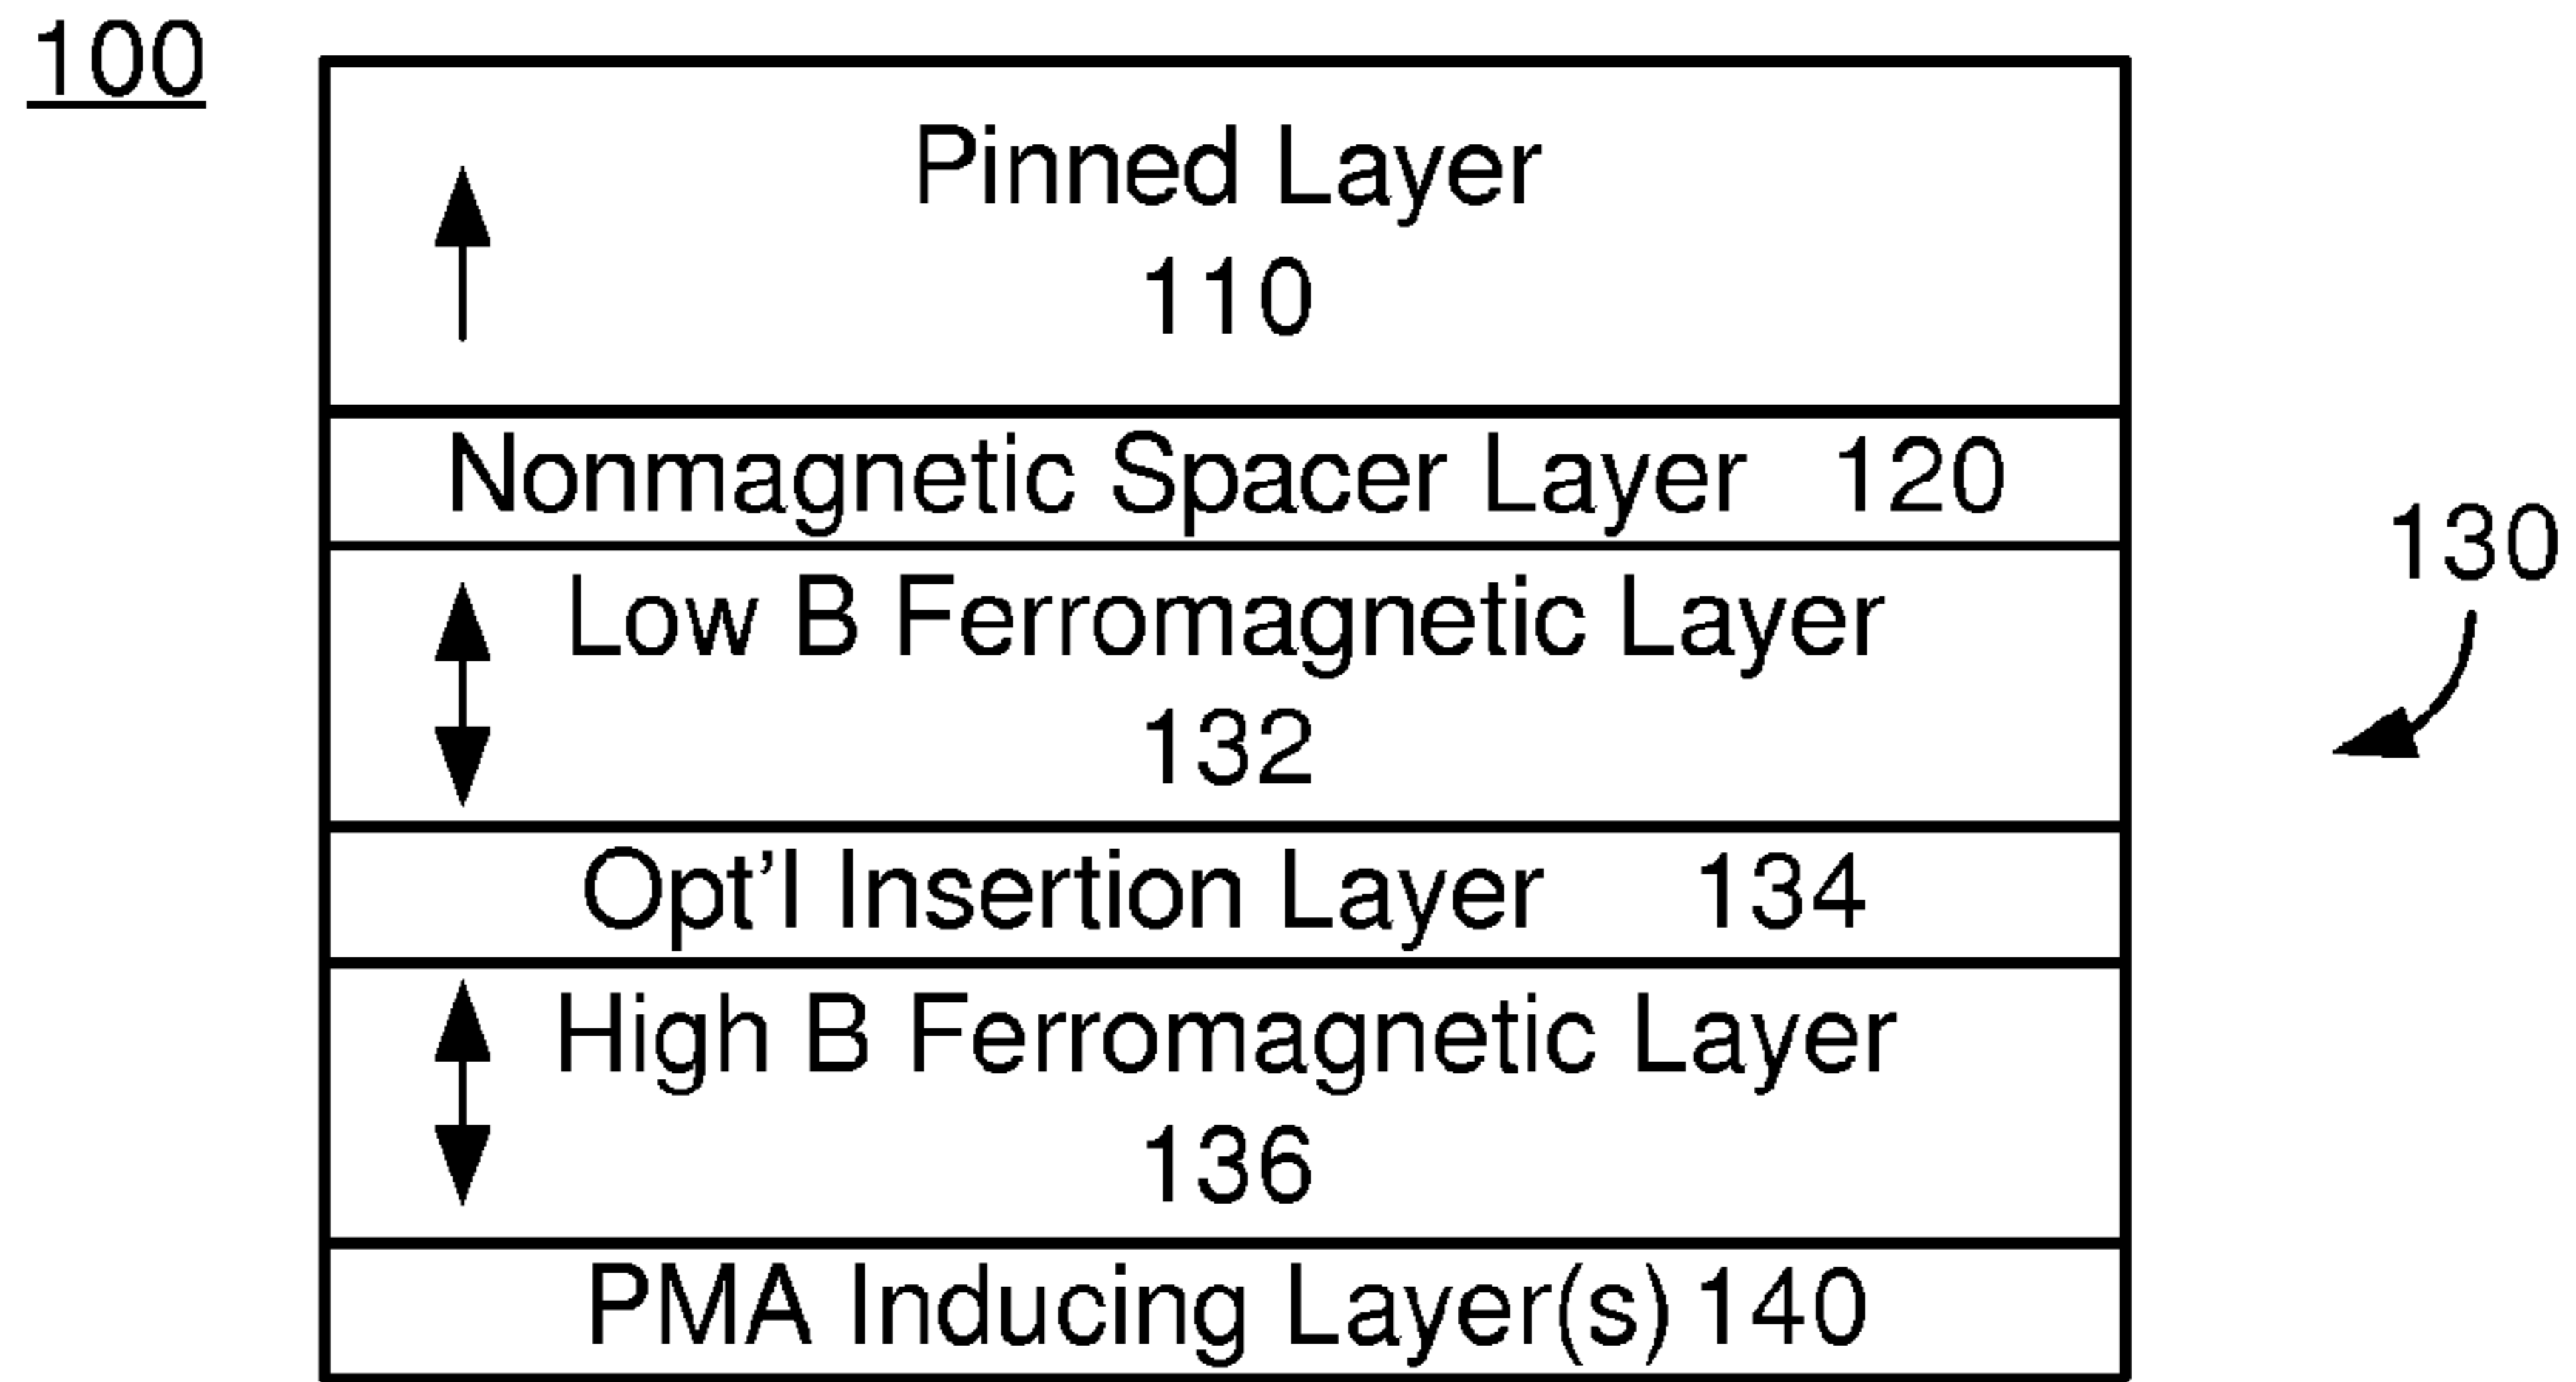 100
Pinned Layer
110
Nonmagnetic Spacer Layer 120
130
Low B Ferromagnetic Layer
132
Opt'l Insertion Layer 134
High B Ferromagnetic Layer
136
PMA Inducing Layer(s) 140